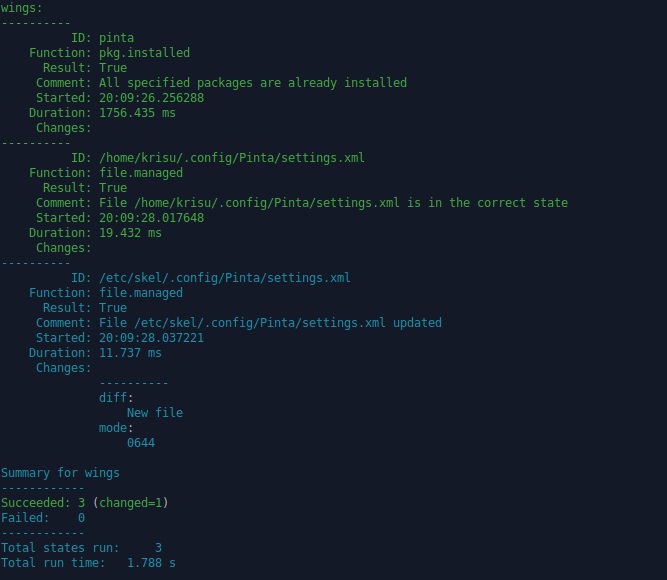 wings:
----------
          ID: pinta
    Function: pkg.installed
      Result: True
     Comment: All specified packages are already installed
     Started: 20:09:26.256288
    Duration: 1756.435 ms
     Changes:
----------
          ID: /home/krisu/.config/Pinta/settings.xml
    Function: file.managed
      Result: True
     Comment: File /home/krisu/.config/Pinta/settings.xml is in the correct state
     Started: 20:09:28.017648
    Duration: 19.432 ms
     Changes:
----------
          ID: /etc/skel/.config/Pinta/settings.xml
    Function: file.managed
      Result: True
     Comment: File /etc/skel/.config/Pinta/settings.xml updated
     Started: 20:09:28.037221
    Duration: 11.737 ms
     Changes:
              ----------
              diff:
                  New file
              mode:
                  0644

Summary for wings
------------
Succeeded: 3 (changed=1)
Failed:    0
------------
Total states run:     3
Total run time:   1.788 s